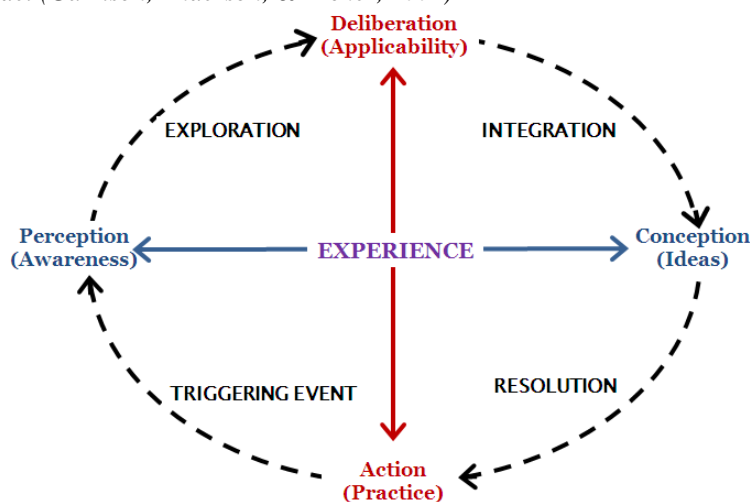 Deliberation
(Applicability)
EXPLORATION
INTEGRATION
Perception
(Awareness)
EXPERIENCE
Conception
(Ideas)
TRIGGERING EVENT
RESOLUTION
Action
(Practice)